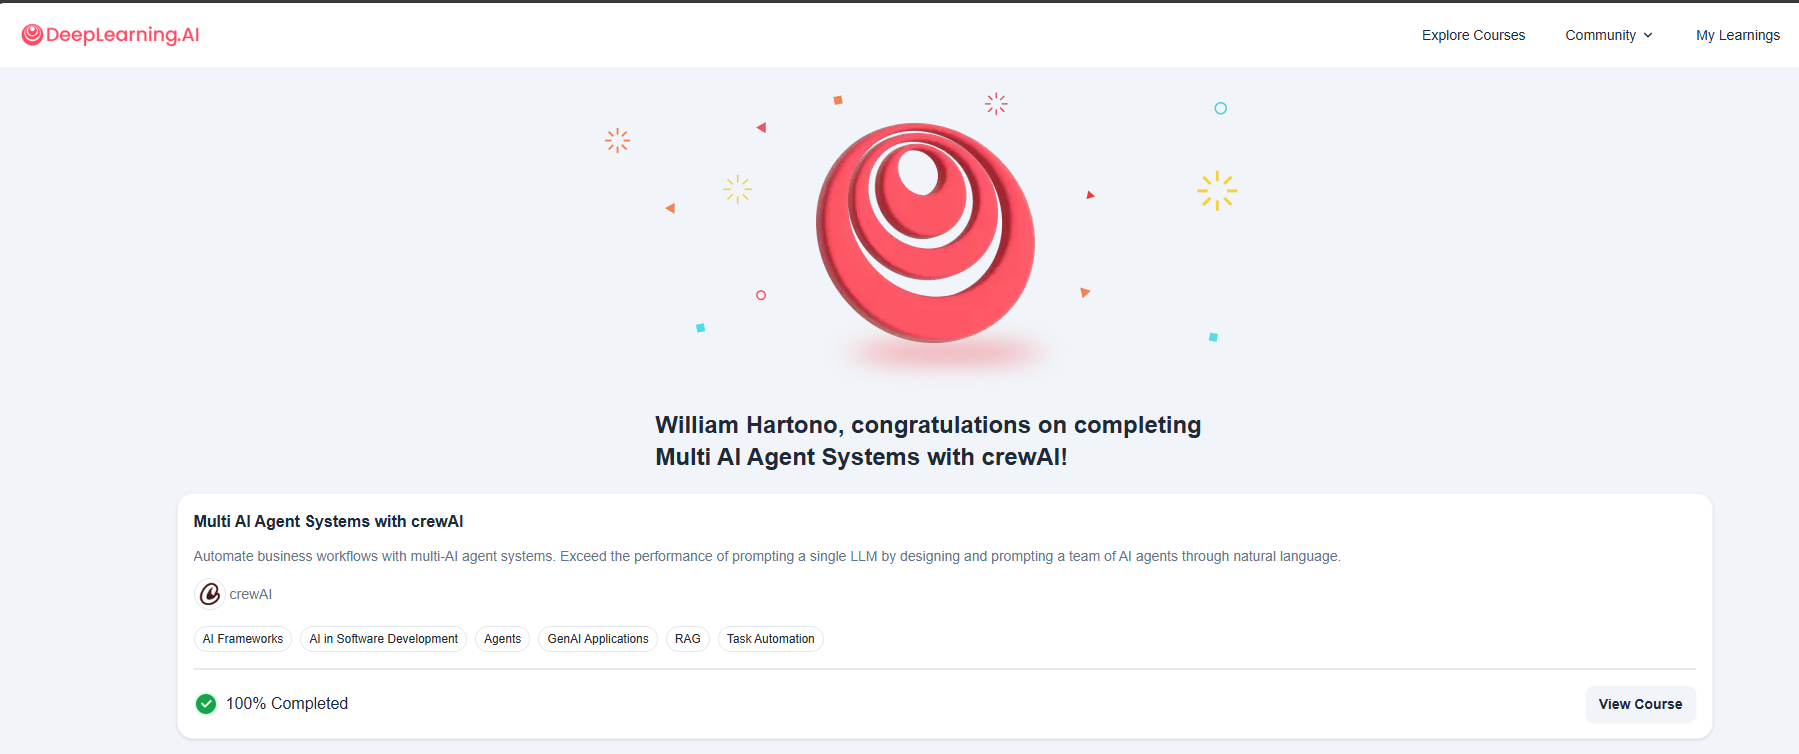 DeepLearning.AI
Explore Courses
Community
My Learnings
William Hartono, congratulations on completing
Multi AI Agent Systems with crewAI!
Multi AI Agent Systems with crewAI
Automate business workflows with multi-AI agent systems. Exceed the performance of prompting a single LLM by designing and prompting a team of AI agents through natural language.
crewAI
AI Frameworks
AI in Software Development
Agents
GenAI Applications
RAG
Task Automation
100% Completed
View Course